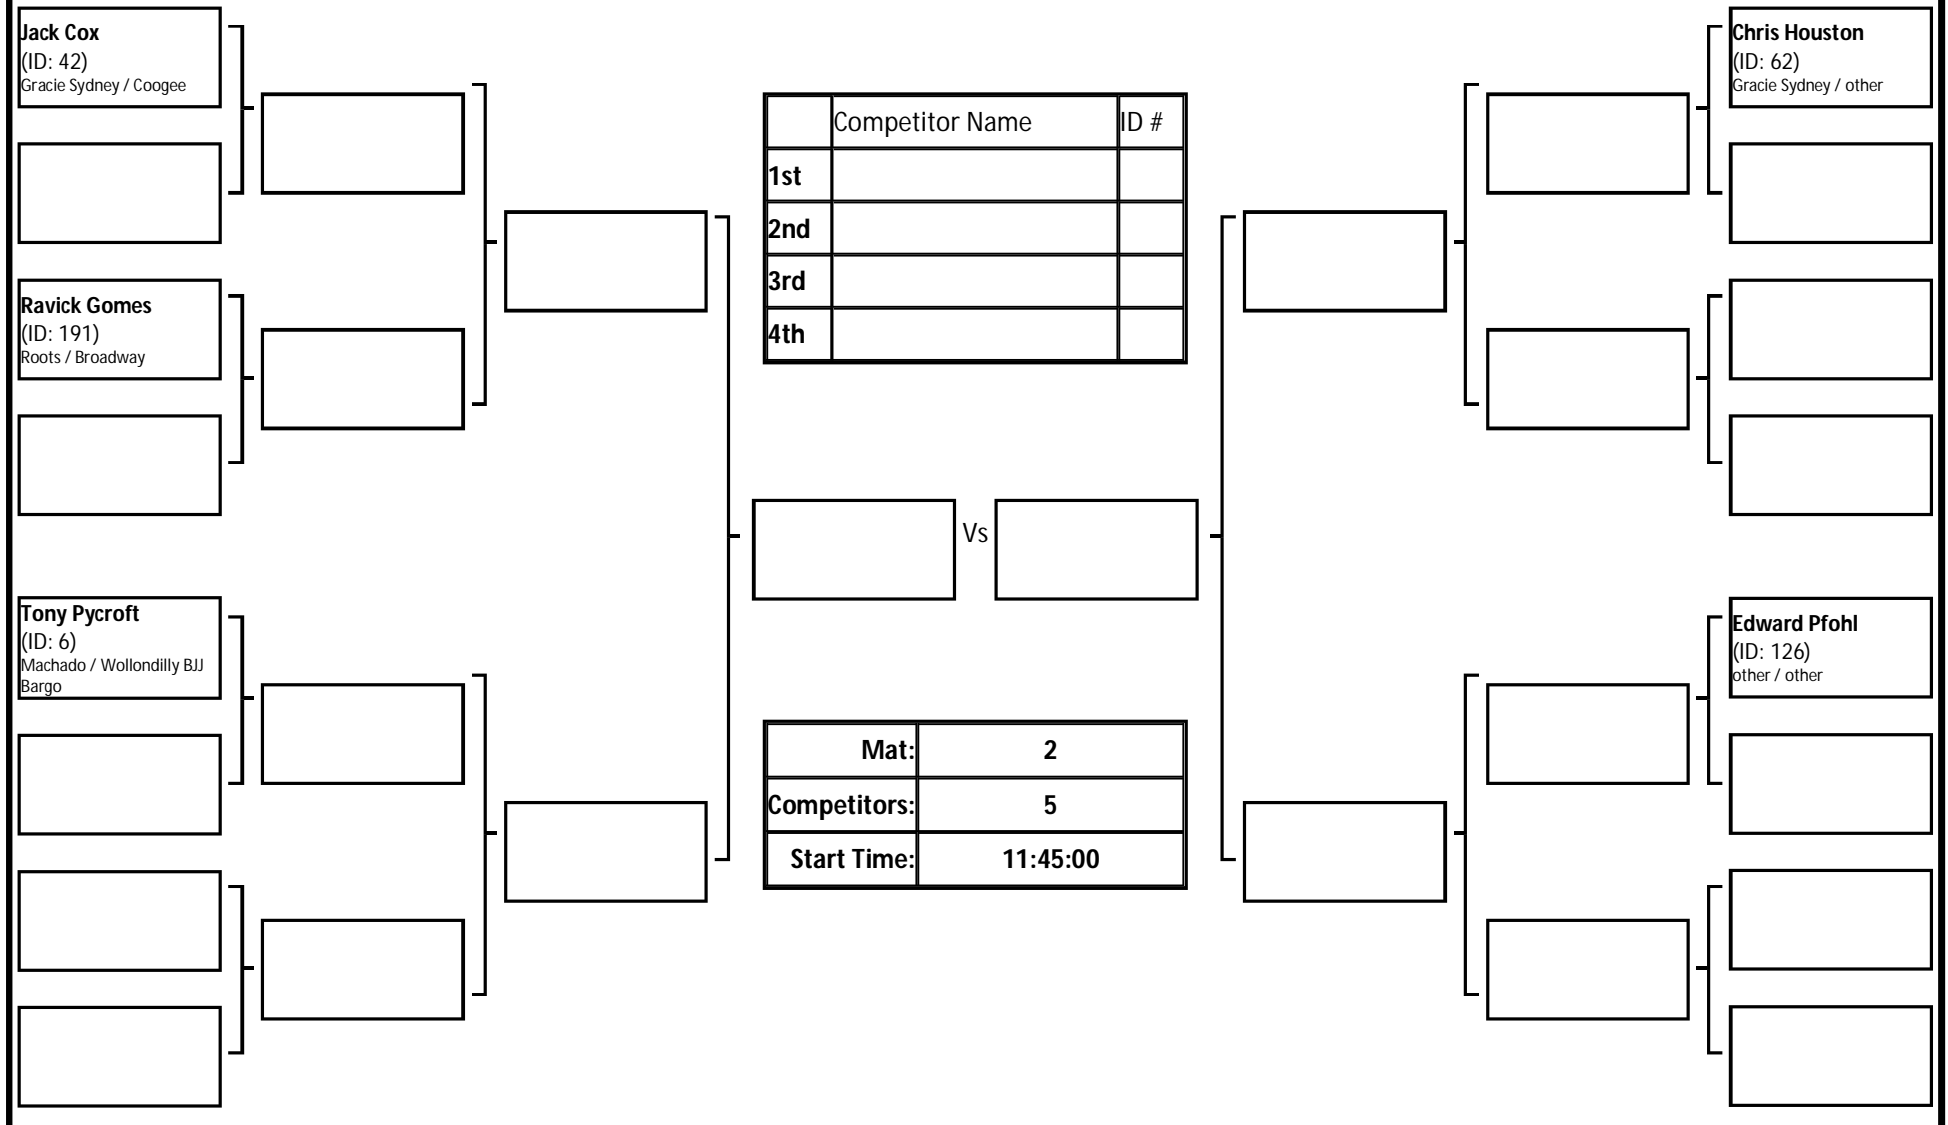 Jack Cox
(ID: 42)
Gracie Sydney / Coogee
Ravick Gomes
(ID: 191)
Roots / Broadway
Tony Pycroft
(ID: 6)
Machado / Wollondilly BJJ
Bargo
Competitor Name ID #
1st
2nd
3rd
4th
Vs
Mat: 2
Competitors: 5
Start Time: 11:45:00
Chris Houston
(ID: 62)
Gracie Sydney / other
Edward Pfohl
(ID: 126)
other / other